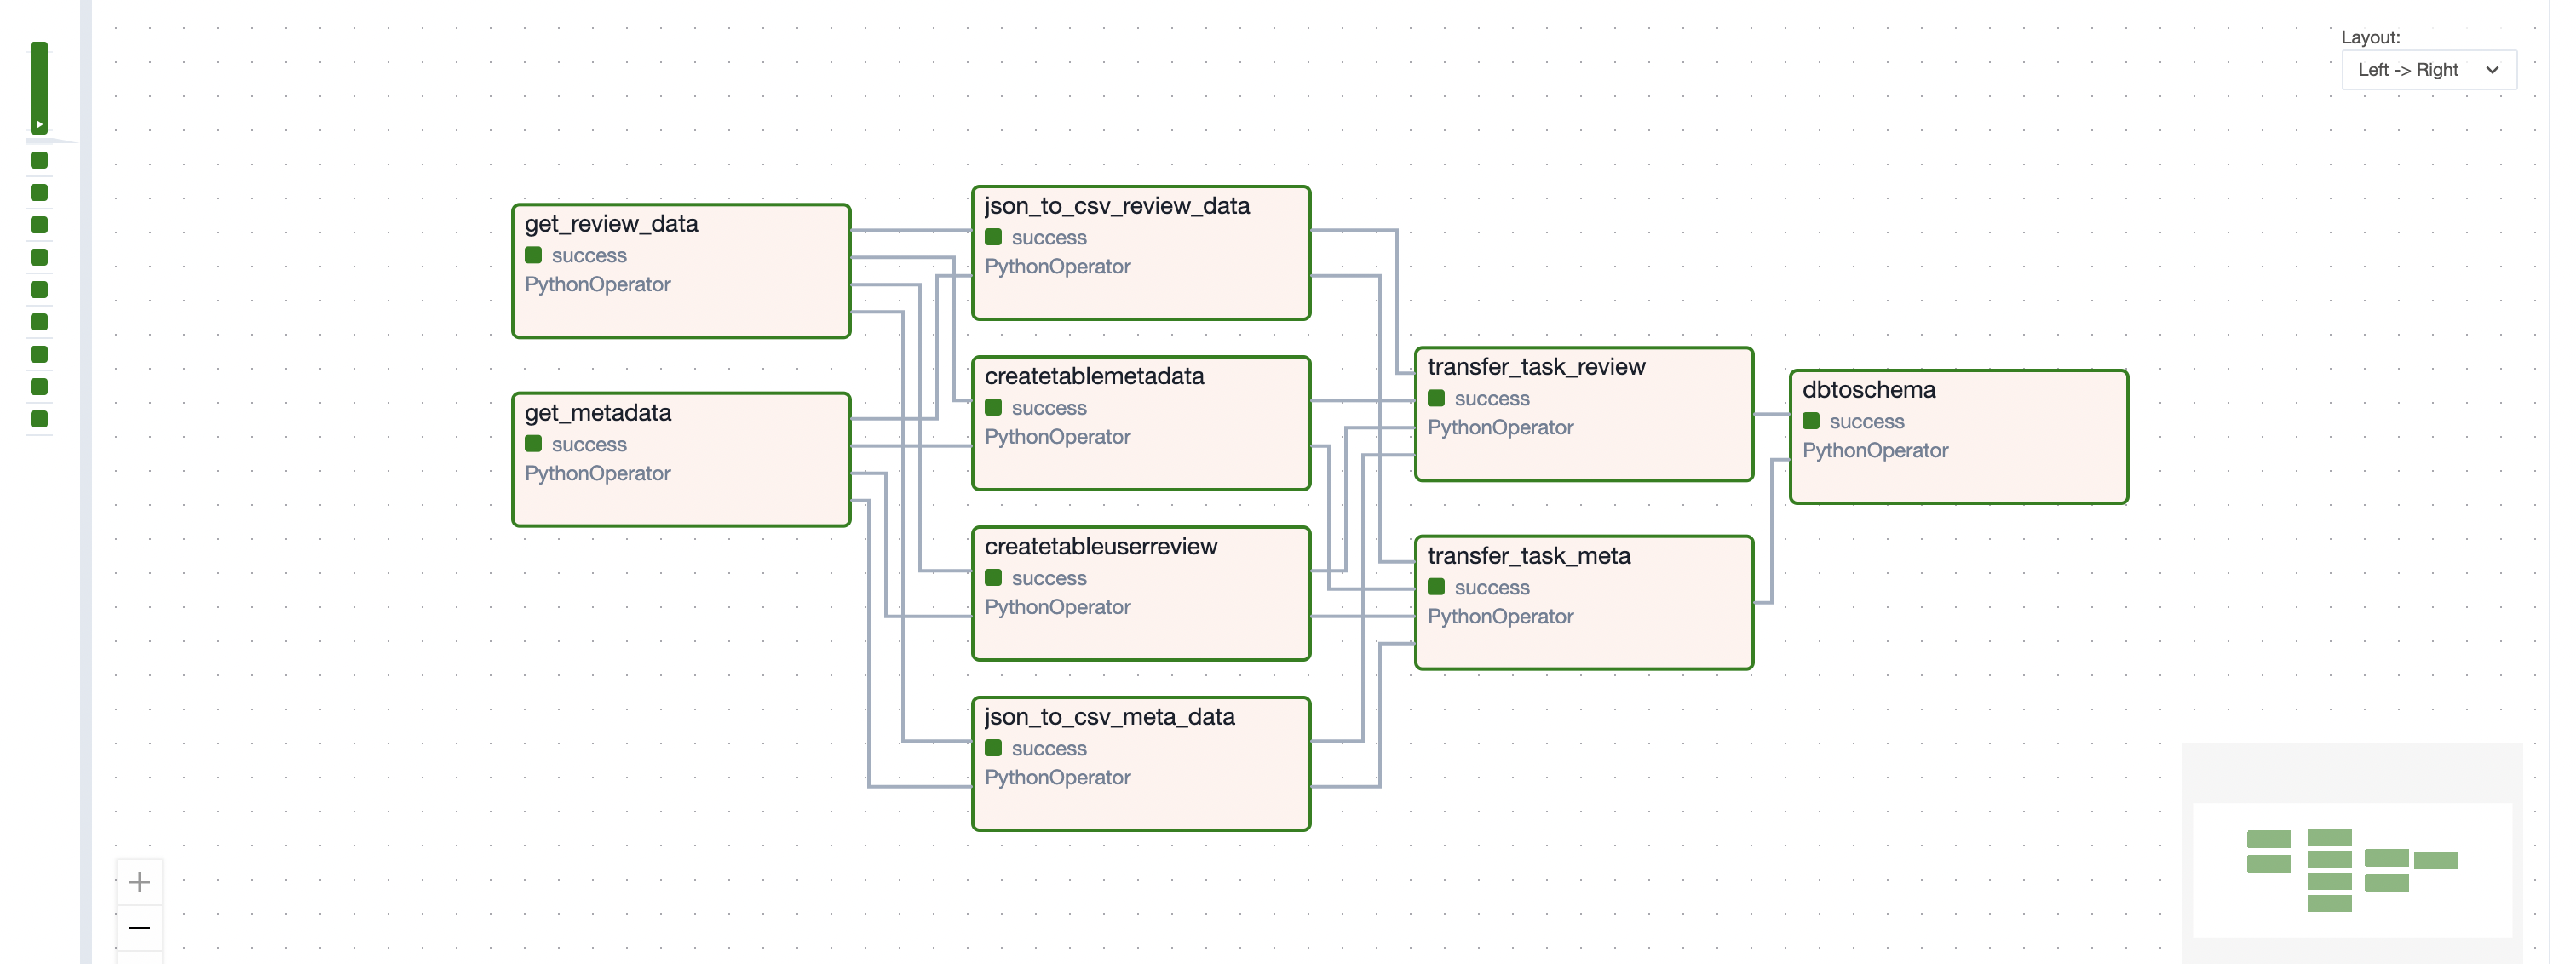 Layout:
Left -> Right
get_review_data
success
PythonOperator
get_metadata
success
PythonOperator
json_to_csv_review_data
success
PythonOperator
createtablemetadata
success
PythonOperator
createtableuserreview
success
PythonOperator
json_to_csv_meta_data
success
PythonOperator
transfer_task_review
success
PythonOperator
transfer_task_meta
success
PythonOperator
dbtoschema
success
PythonOperator